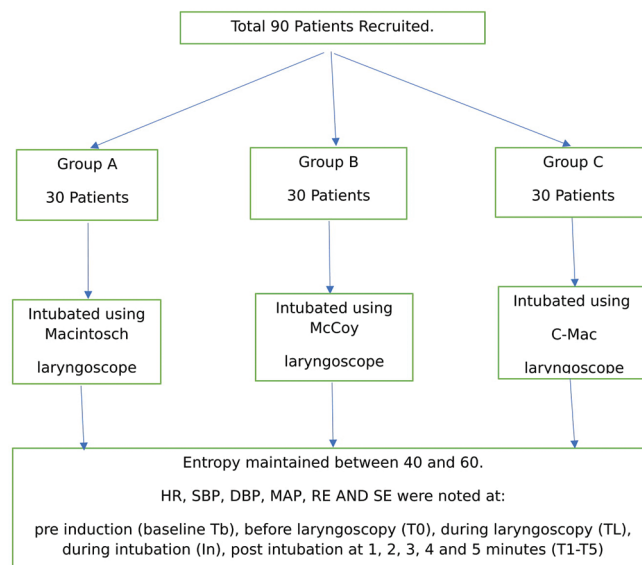 Total 90 Patients Recruited.
Group A
30 Patients
Group B
30 Patients
Group C
30 Patients
Intubated using
Macintosch
laryngoscope
Intubated using
McCoy
laryngoscope
Intubated using
C-Mac
laryngoscope
Entropy maintained between 40 and 60.
HR, SBP, DBP, MAP, RE AND SE were noted at:
pre induction (baseline Tb), before laryngoscopy (T0), during laryngoscopy (TL),
during intubation (In), post intubation at 1, 2, 3, 4 and 5 minutes (T1-T5)